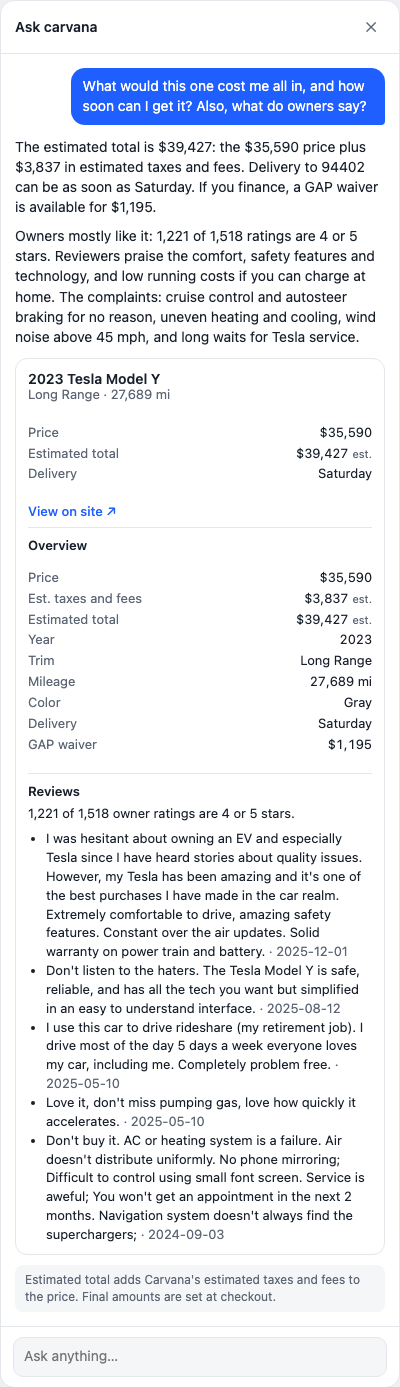 Ask carvana
What would this one cost me all in, and how
soon can I get it? Also, what do owners say?
The estimated total is $39,427: the $35,590 price plus
$3,837 in estimated taxes and fees. Delivery to 94402
can be as soon as Saturday. If you finance, a GAP waiver
is available for $1,195.
Owners mostly like it: 1,221 of 1,518 ratings are 4 or 5
stars. Reviewers praise the comfort, safety features and
technology, and low running costs if you can charge at
home. The complaints: cruise control and autosteer
braking for no reason, uneven heating and cooling, wind
noise above 45 mph, and long waits for Tesla service.
2023 Tesla Model Y
Long Range · 27,689 mi
Price $35,590
Estimated total $39,427 est.
Delivery Saturday
View on site ↗
Overview
Price $35,590
Est. taxes and fees $3,837 est.
Estimated total $39,427 est.
Year 2023
Trim Long Range
Mileage 27,689 mi
Color Gray
Delivery Saturday
GAP waiver $1,195
Reviews
1,221 of 1,518 owner ratings are 4 or 5 stars.
• I was hesitant about owning an EV and especially
Tesla since I have heard stories about quality issues.
However, my Tesla has been amazing and it's one of
the best purchases I have made in the car realm.
Extremely comfortable to drive, amazing safety
features. Constant over the air updates. Solid
warranty on power train and battery. · 2025-12-01
• Don't listen to the haters. The Tesla Model Y is safe,
reliable, and has all the tech you want but simplified
in an easy to understand interface. · 2025-08-12
• I use this car to drive rideshare (my retirement job). I
drive most of the day 5 days a week everyone loves
my car, including me. Completely problem free. ·
2025-05-10
• Love it, don't miss pumping gas, love how quickly it
accelerates. · 2025-05-10
• Don't buy it. AC or heating system is a failure. Air
doesn't distribute uniformly. No phone mirroring;
Difficult to control using small font screen. Service is
aweful; You won't get an appointment in the next 2
months. Navigation system doesn't always find the
superchargers; · 2024-09-03
Estimated total adds Carvana's estimated taxes and fees to
the price. Final amounts are set at checkout.
Ask anything...